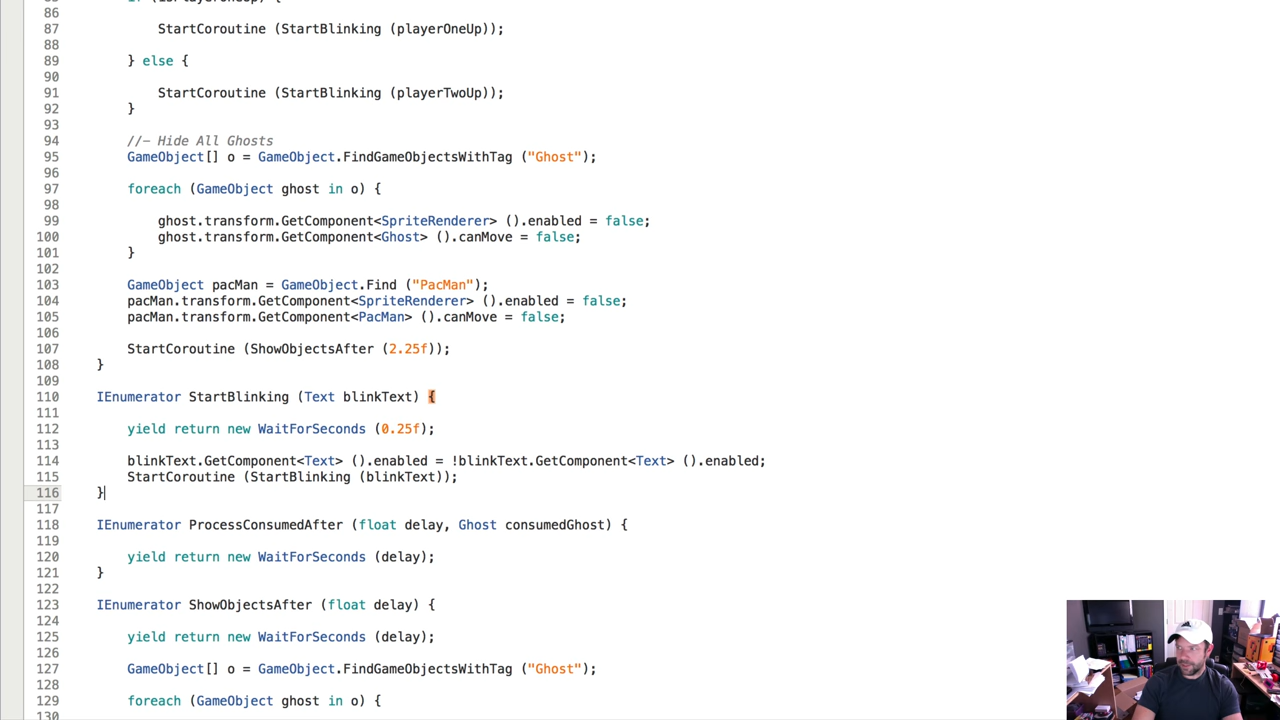 86
87 StartCoroutine (StartBlinking (playerOneUp));
88
89 } else {
90
91 StartCoroutine (StartBlinking (playerTwoUp));
92 }
93
94 //- Hide All Ghosts
95 GameObject[] o = GameObject.FindGameObjectsWithTag ("Ghost");
96
97 foreach (GameObject ghost in o) {
98
99 ghost.transform.GetComponent<SpriteRenderer> ().enabled = false;
100 ghost.transform.GetComponent<Ghost> ().canMove = false;
101 }
102
103 GameObject pacMan = GameObject.Find ("PacMan");
104 pacMan.transform.GetComponent<SpriteRenderer> ().enabled = false;
105 pacMan.transform.GetComponent<PacMan> ().canMove = false;
106
107 StartCoroutine (ShowObjectsAfter (2.25f));
108 }
109
110 IEnumerator StartBlinking (Text blinkText) {
111
112 yield return new WaitForSeconds (0.25f);
113
114 blinkText.GetComponent<Text> ().enabled = !blinkText.GetComponent<Text> ().enabled;
115 StartCoroutine (StartBlinking (blinkText));
116 }
117
118 IEnumerator ProcessConsumedAfter (float delay, Ghost consumedGhost) {
119
120 yield return new WaitForSeconds (delay);
121 }
122
123 IEnumerator ShowObjectsAfter (float delay) {
124
125 yield return new WaitForSeconds (delay);
126
127 GameObject[] o = GameObject.FindGameObjectsWithTag ("Ghost");
128
129 foreach (GameObject ghost in o) {
130